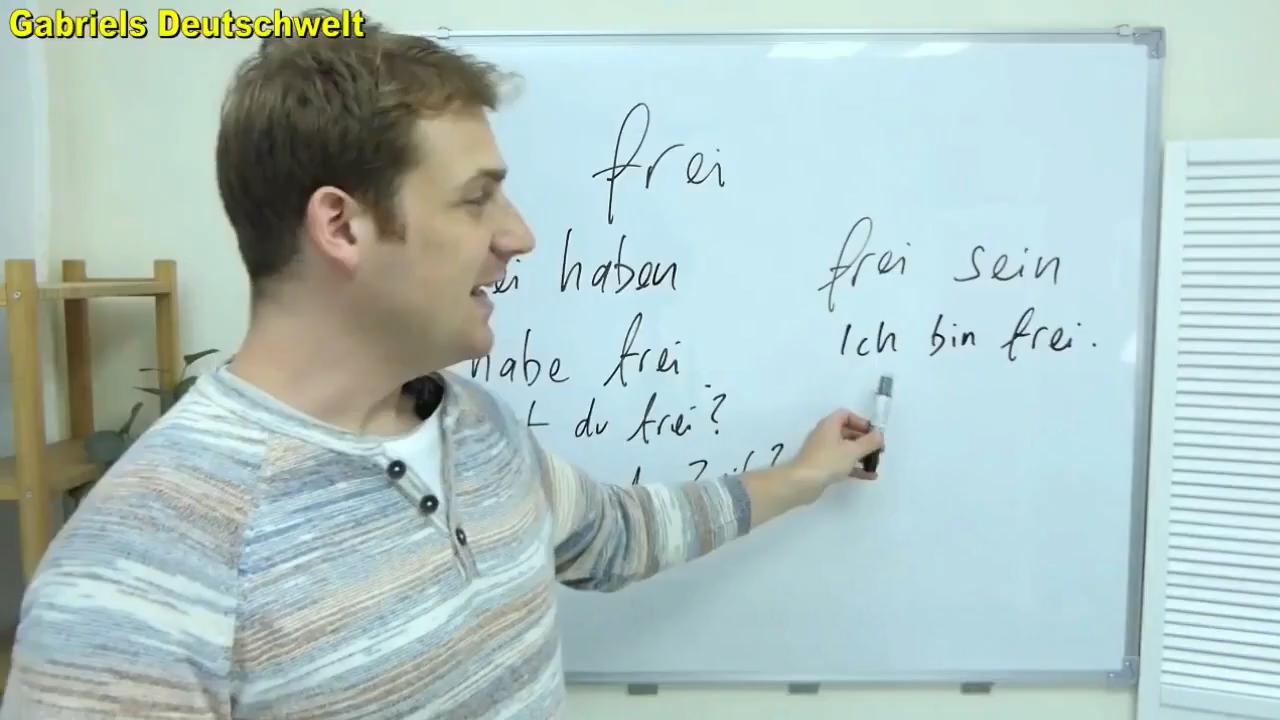 Gabriels Deutschwelt
frei
haben
frei sein
Ich bin frei.
habe frei
du frei?